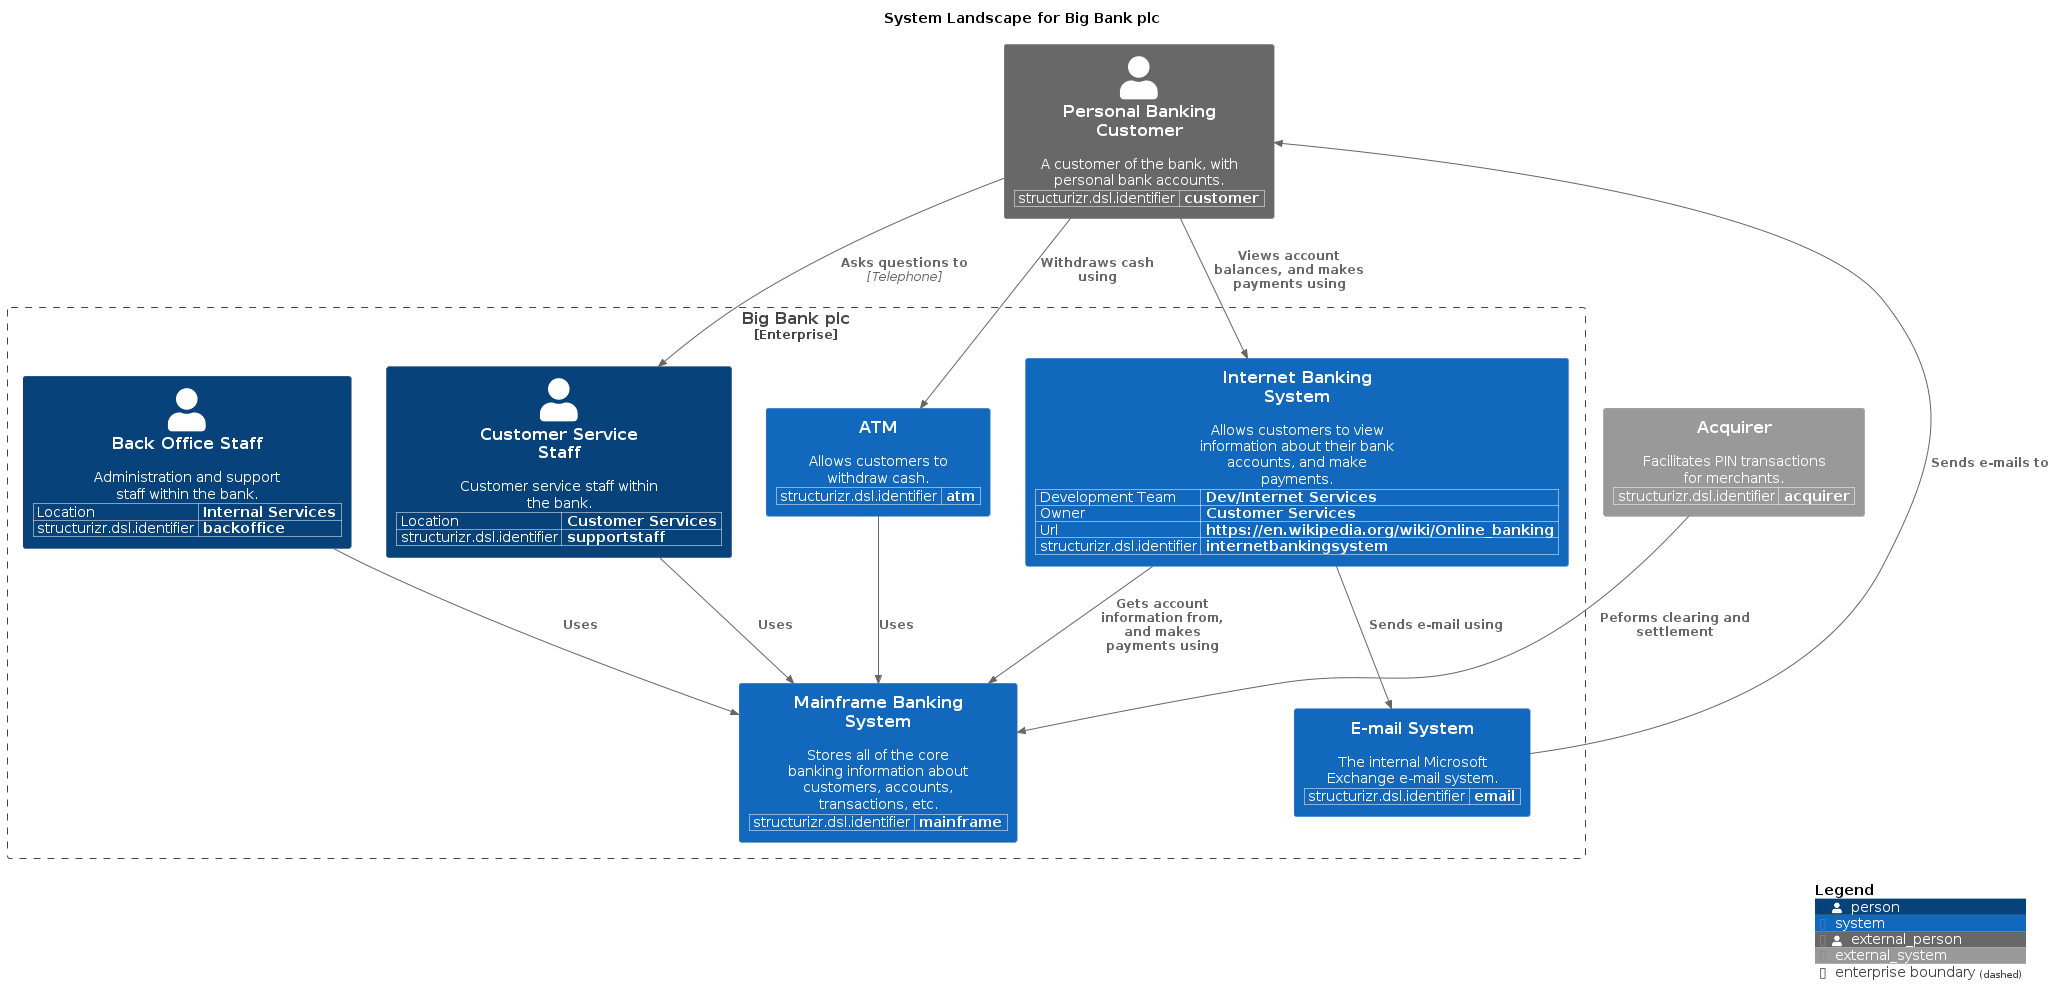 System Landscape for Big Bank plc
Personal Banking
Customer
A customer of the bank, with
personal bank accounts.
structurizr.dsl.identifier customer
Asks questions to
[Telephone]
Withdraws cash
using
Views account
balances, and makes
payments using
Big Bank plc
[Enterprise]
Back Office Staff
Administration and support
staff within the bank.
Location Internal Services
structurizr.dsl.identifier backoffice
Customer Service
Staff
Customer service staff within
the bank.
Location Customer Services
structurizr.dsl.identifier supportstaff
ATM
Allows customers to
withdraw cash.
structurizr.dsl.identifier atm
Internet Banking
System
Allows customers to view
information about their bank
accounts, and make
payments.
Development Team Dev/Internet Services
Owner Customer Services
Url https://en.wikipedia.org/wiki/Online_banking
structurizr.dsl.identifier internetbankingsystem
Acquirer
Facilitates PIN transactions
for merchants.
structurizr.dsl.identifier acquirer
Sends e-mails to
Uses
Uses
Uses
Gets account
information from,
and makes
payments using
Sends e-mail using
Peforms clearing and
settlement
Mainframe Banking
System
Stores all of the core
banking information about
customers, accounts,
transactions, etc.
structurizr.dsl.identifier mainframe
E-mail System
The internal Microsoft
Exchange e-mail system.
structurizr.dsl.identifier email
Legend
person
system
external_person
external_system
enterprise boundary (dashed)